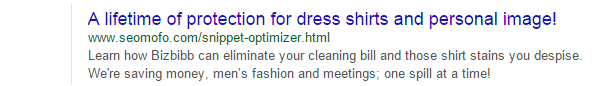 A lifetime of protection for dress shirts and personal image!
www.seomofo.com/snippet-optimizer.html
Learn how Bizbibb can eliminate your cleaning bill and those shirt stains you despise.
We're saving money, men’s fashion and meetings; one spill at a time!